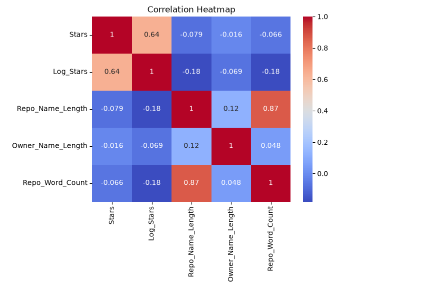 Correlation Heatmap
Stars 1 0.64 -0.079 -0.016 -0.066
Log_Stars 0.64 1 -0.18 -0.069 -0.18
Repo_Name_Length -0.079 -0.18 1 0.12 0.87
Owner_Name_Length -0.016 -0.069 0.12 1 0.048
Repo_Word_Count -0.066 -0.18 0.87 0.048 1
Stars
Log_Stars
Repo_Name_Length
Owner_Name_Length
Repo_Word_Count
1.0
0.8
0.6
0.4
0.2
0.0